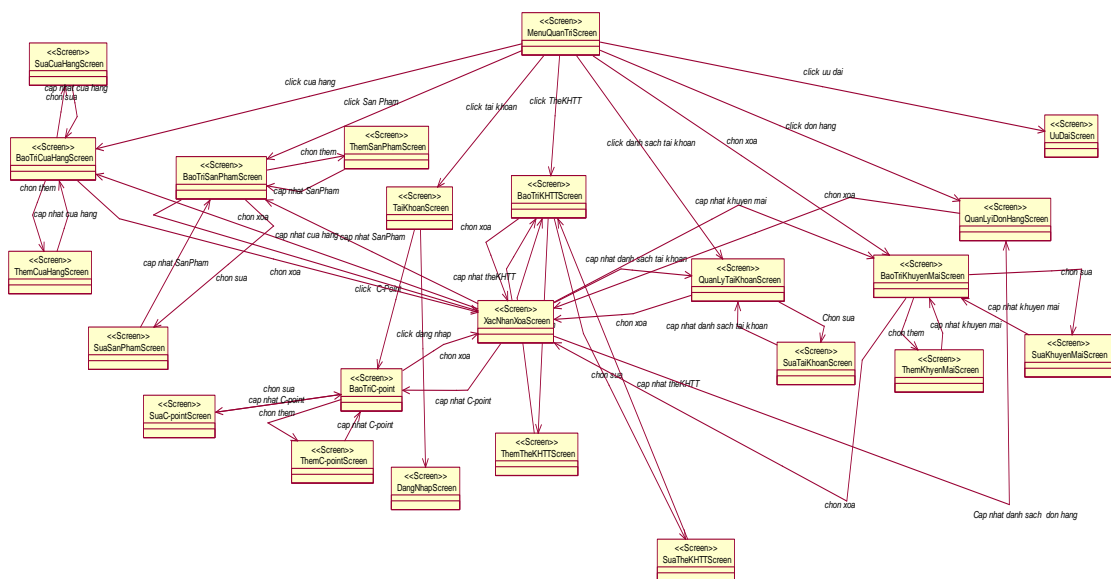 <<Screen>>
MenuQuanTriScreen
<<Screen>>
SuaCuaHangScreen
click uu dai
click cua hang
cap nhat cua hang
chon sua
click San Pham
click tai khoan
click TheKHTT
click don hang
<<Screen>>
UuDaiScreen
<<Screen>>
BaoTriCuaHangScreen
<<Screen>>
ThemSanPhamScreen
click danh sach tai khoan
chon xoa
<<Screen>>
BaoTriSanPhamScreen
chon them
chon them
cap nhat SanPham
<<Screen>>
TaiKhoanScreen
<<Screen>>
BaoTriKHTTScreen
chon xoa
<<Screen>>
QuanLyiDonHangScreen
cap nhat cua hang
chon xoa
cap nhat cua hang
cap nhat SanPham
chon xoa
cap nhat khuyen mai
<<Screen>>
ThemCuaHangScreen
cap nhat SanPham
chon sua
chon xoa
click C-Point
cap nhat theKHTT
cap nhat danh sach tai khoan
<<Screen>>
QuanLyTaiKhoanScreen
<<Screen>>
BaoTriKhuyenMaiScreen
chon sua
<<Screen>>
XacNhanXoaScreen
cap nhat khuyen mai
<<Screen>>
SuaSanPhamScreen
click dang nhap
chon xoa
chon xoa
cap nhat danh sach tai khoan
Chon sua
chon them
cap nhat khuyen mai
<<Screen>>
SuaTaiKhoanScreen
<<Screen>>
ThemKhyenMaiScreen
<<Screen>>
SuaKhuyenMaiScreen
chon sua
cap nhat theKHTT
<<Screen>>
BaoTriC-point
chon sua
cap nhat C-point
cap nhat C-point
<<Screen>>
SuaC-pointScreen
chon them
cap nhat C-point
<<Screen>>
ThemC-pointScreen
<<Screen>>
ThemTheKHTTScreen
<<Screen>>
DangNhapScreen
chon xoa
Cap nhat danh sach don hang
<<Screen>>
SuaTheKHTTScreen